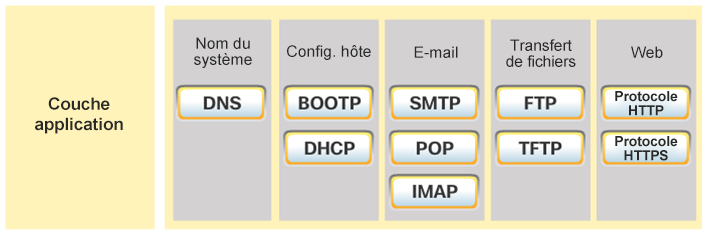 Couche
application
Nom du
système
DNS
Config. hôte
BOOTP
DHCP
E-mail
SMTP
POP
IMAP
Transfert
de fichiers
FTP
TFTP
Web
Protocole
HTTP
Protocole
HTTPS